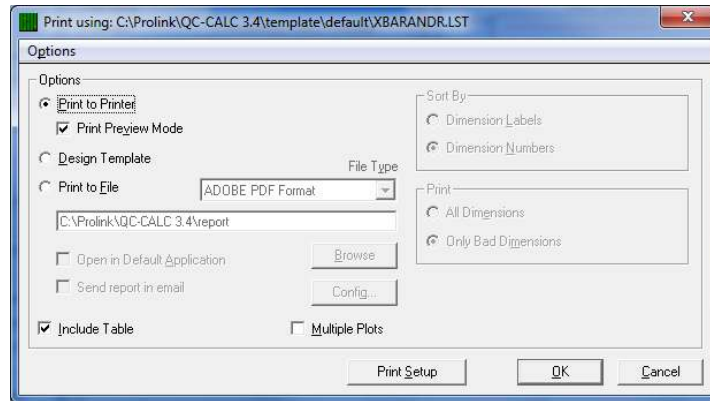 Print using: C:\Prolink\QC-CALC 3.4\template\default\XBARANDR.LST
Options
Options
Print to Printer
Print Preview Mode
Design Template
File Type
Print to File
ADOBE PDF Format
C:\Prolink\QC-CALC 3.4\report
Open in Default Application
Browse
Send report in email
Config...
Include Table
Multiple Plots
Sort By
Dimension Labels
Dimension Numbers
Print
All Dimensions
Only Bad Dimensions
Print Setup
OK
Cancel